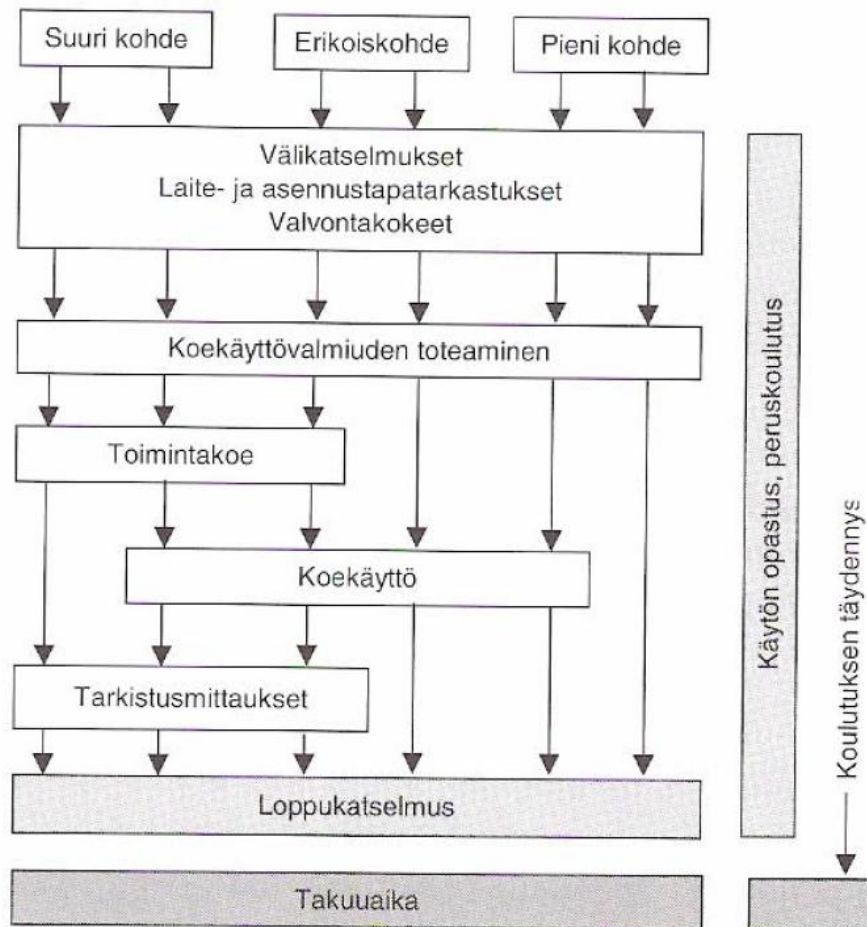 Suuri kohde
Erikoiskohde
Pieni kohde
Välikatselmukset
Laite- ja asennustapatarkastukset
Valvontakokeet
Koekäyttövalmiuden toteaminen
Toimintakoe
Koekäyttö
Tarkistusmittaukset
Loppukatselmus
Takuuaika
Käytön opastus, peruskoulutus
Koulutuksen täydennys